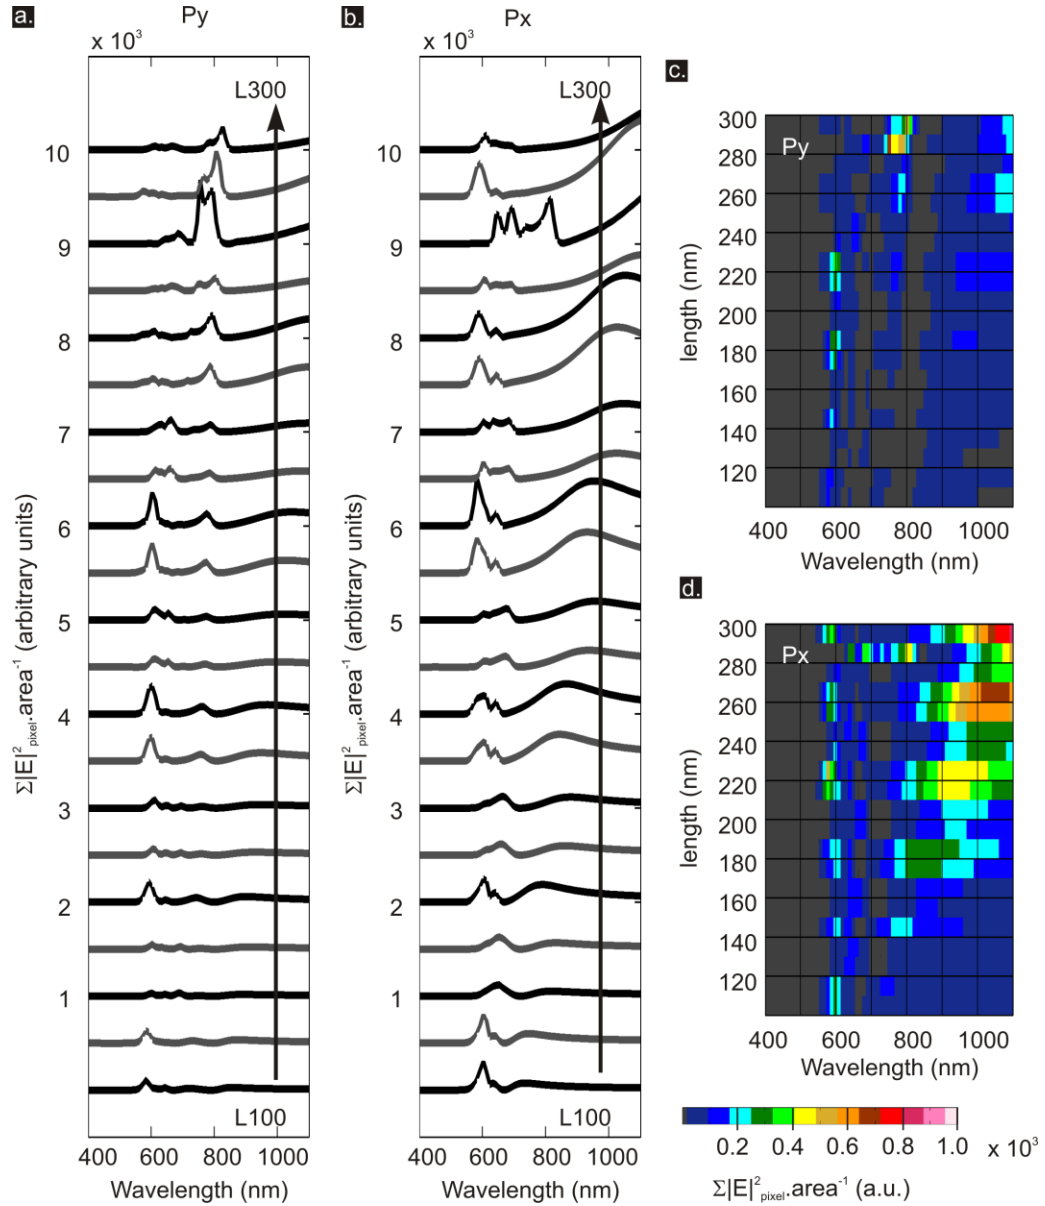 a.
Py
x 10³
L300
10
9
8
7
6
5
4
3
2
1
L100
400 600 800 1000
Wavelength (nm)
Σ|E|²pixel.area⁻¹ (arbitrary units)
b.
Px
x 10³
L300
10
9
8
7
6
5
4
3
2
1
L100
400 600 800 1000
Wavelength (nm)
Σ|E|²pixel.area⁻¹ (arbitrary units)
c.
Py
300
280
260
240
220
200
180
160
140
120
length (nm)
400 600 800 1000
Wavelength (nm)
d.
Px
300
280
260
240
220
200
180
160
140
120
length (nm)
400 600 800 1000
Wavelength (nm)
0.2 0.4 0.6 0.8 1.0 x 10³
Σ|E|²pixel.area⁻¹ (a.u.)